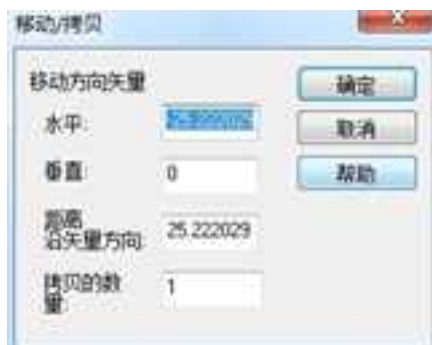 移动/拷贝
移动方向矢量
确定
水平:
取消
垂直: 0
帮助
距离
沿矢量方向: 25.222029
拷贝的数
量: 1